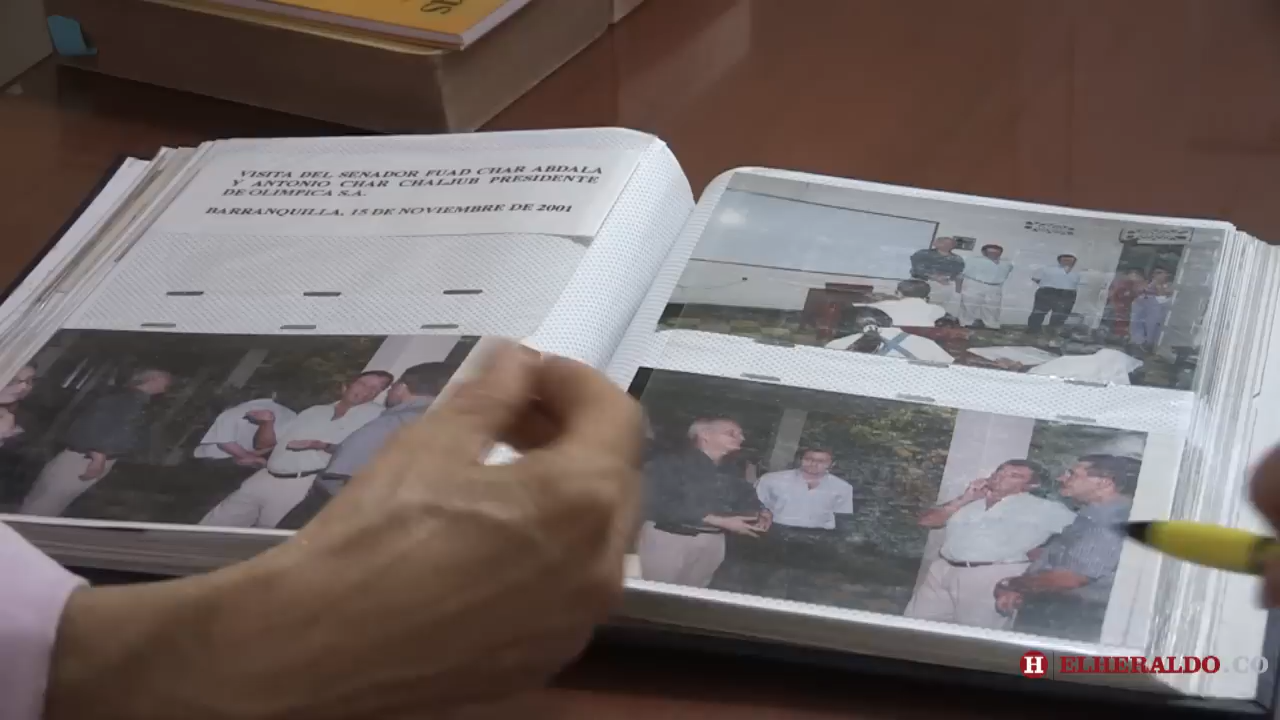 VISITA DEL SENADOR FUAD CHAR ABDALA
Y ANTONIO CHAR CHALJUB PRESIDENTE
DE OLIMPICA S.A.
BARRANQUILLA, 15 DE NOVIEMBRE DE 2001
H ELHERALDO.CO